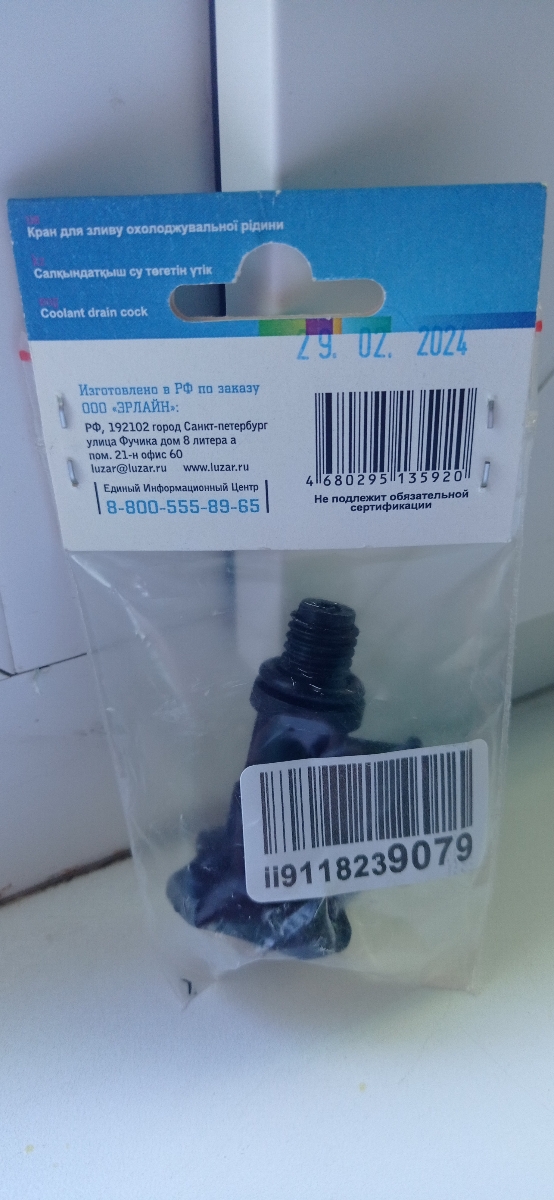 Кран для зливу охолоджувальної рідини
Салқындатқыш су төгетін үтік
Coolant drain cock
29. 02. 2024
Изготовлено в РФ по заказу
ООО «ЭРЛАЙН»:
РФ, 192102 город Санкт-петербург
улица Фучика дом 8 литера а
пом. 21-н офис 60
luzar@luzar.ru www.luzar.ru
Единый Информационный Центр
8-800-555-89-65
4 680295 135920
Не подлежит обязательной
сертификации
ii9118239079